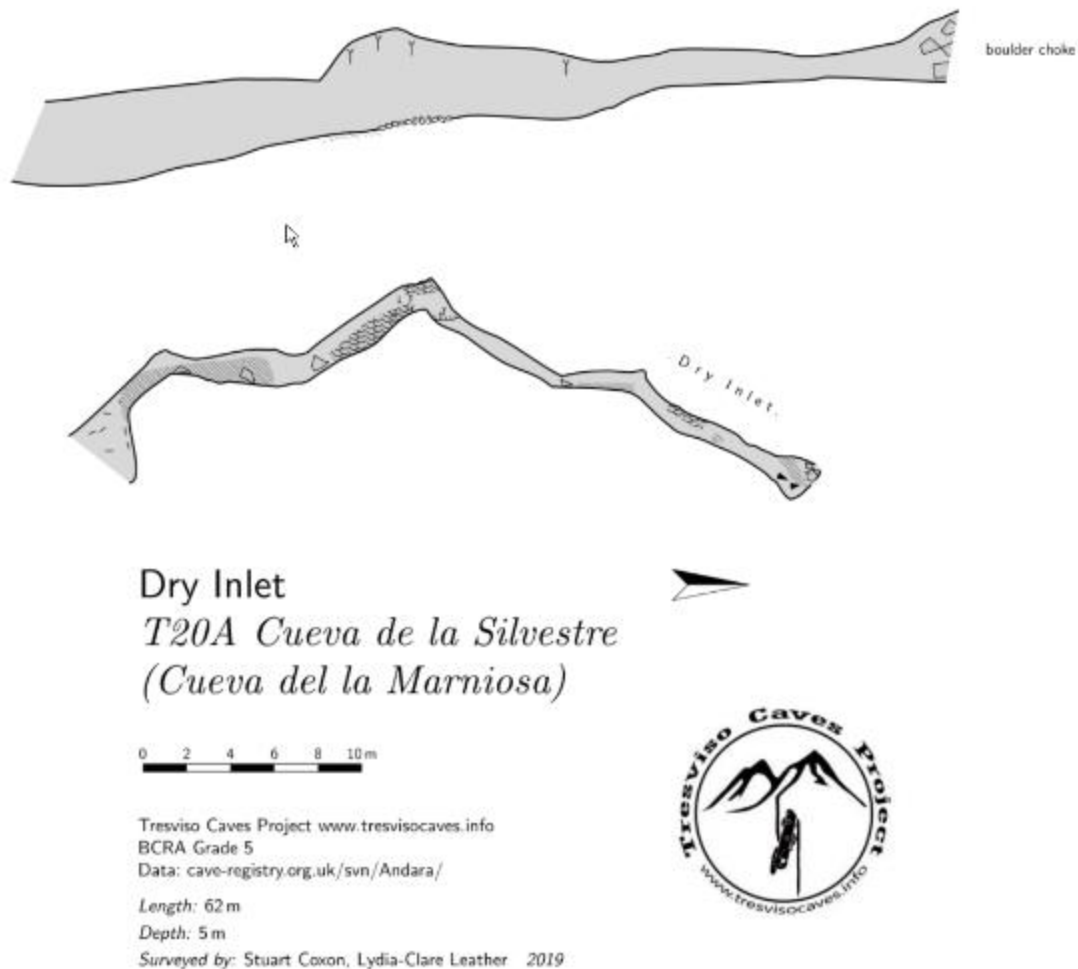 boulder choke
Dry Inlet.
Dry Inlet
T20A Cueva de la Silvestre
(Cueva del la Marniosa)
0 2 4 6 8 10 m
Tresviso Caves Project www.tresvisocaves.info
BCRA Grade 5
Data: cave-registry.org.uk/svn/Andara/
Length: 62 m
Depth: 5 m
Surveyed by: Stuart Coxon, Lydia-Clare Leather 2019
Tresviso Caves Project
www.tresvisocaves.info